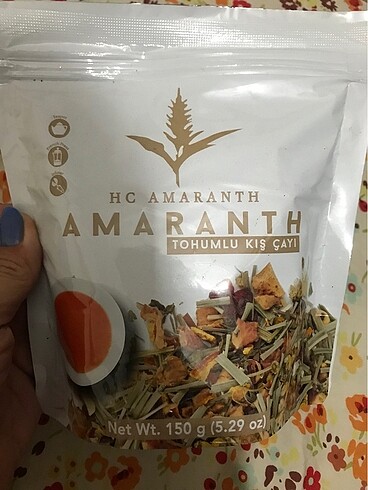 HC AMARANTH
AMARANTH
TOHUMLU KIŞ ÇAYI
Net Wt. 150 g (5.29 oz)